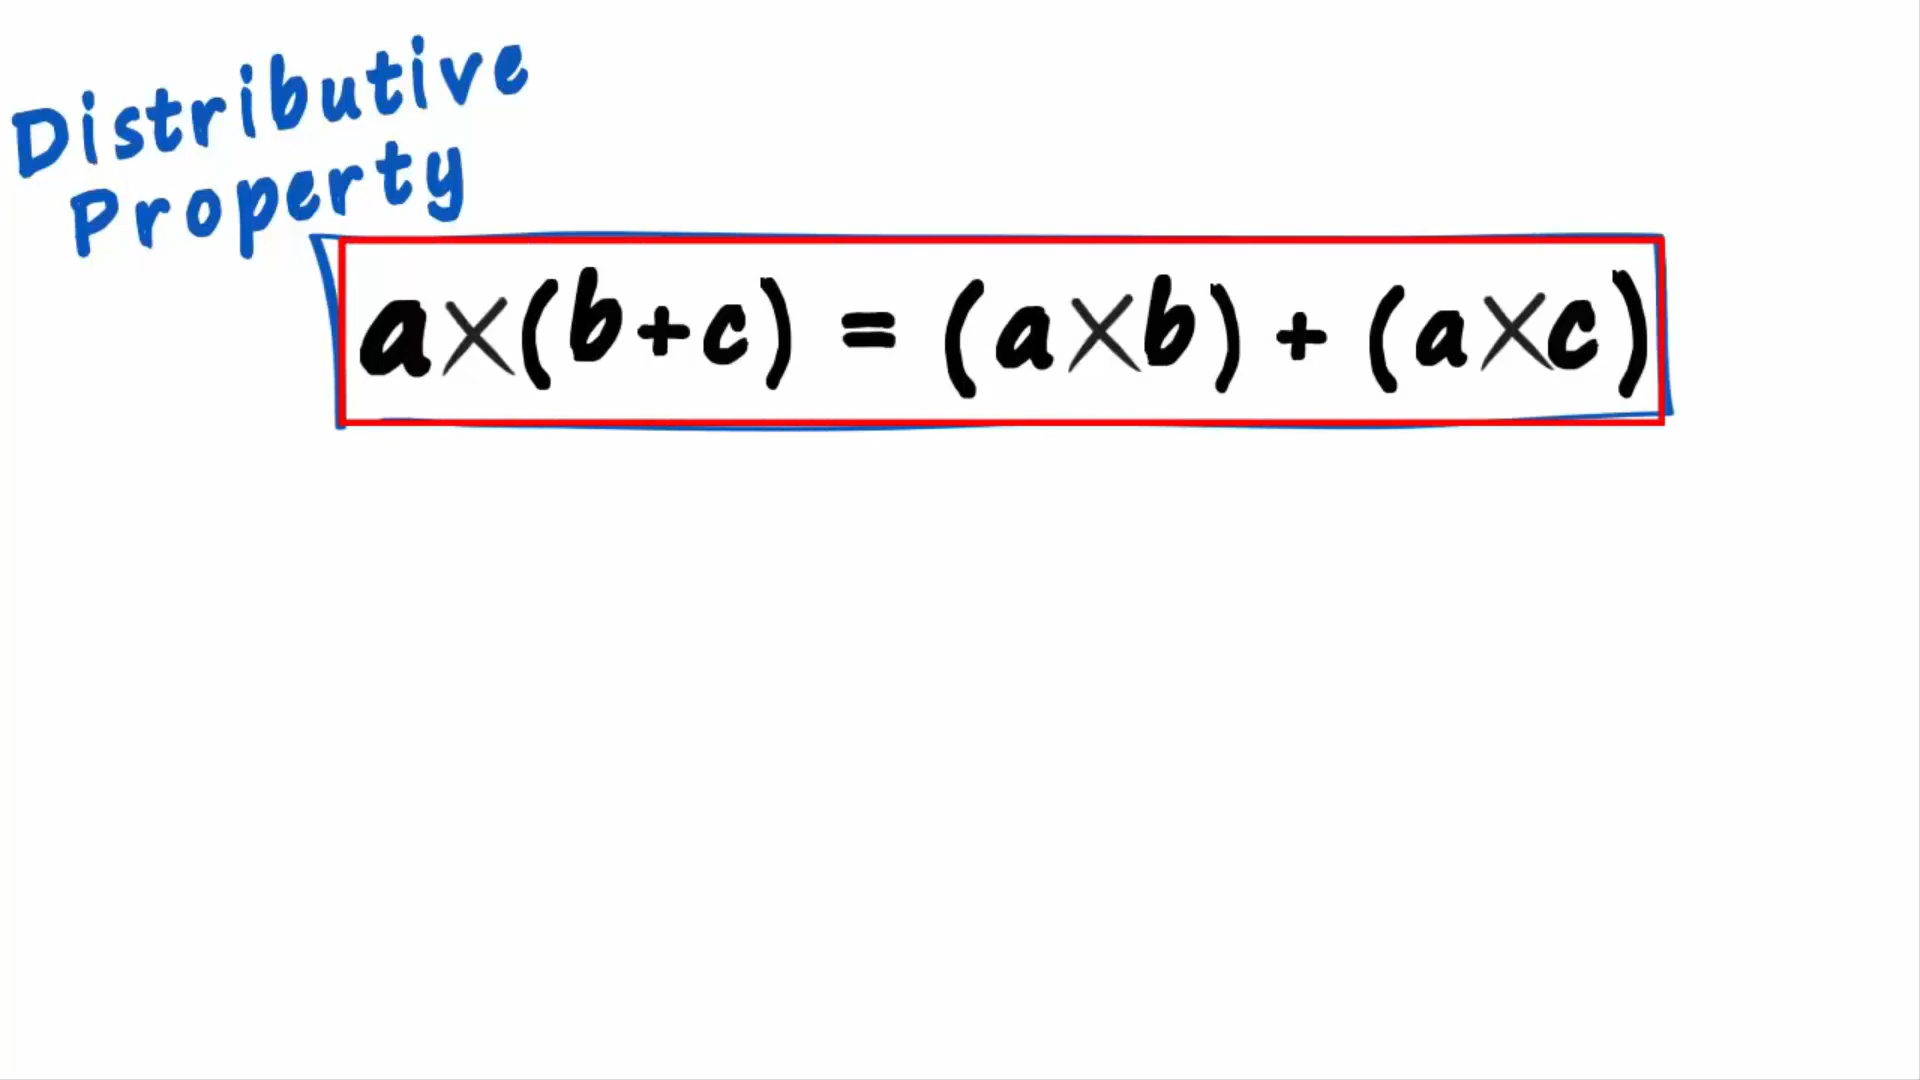 Distributive
Property
a×(b+c) = (a×b) + (a×c)